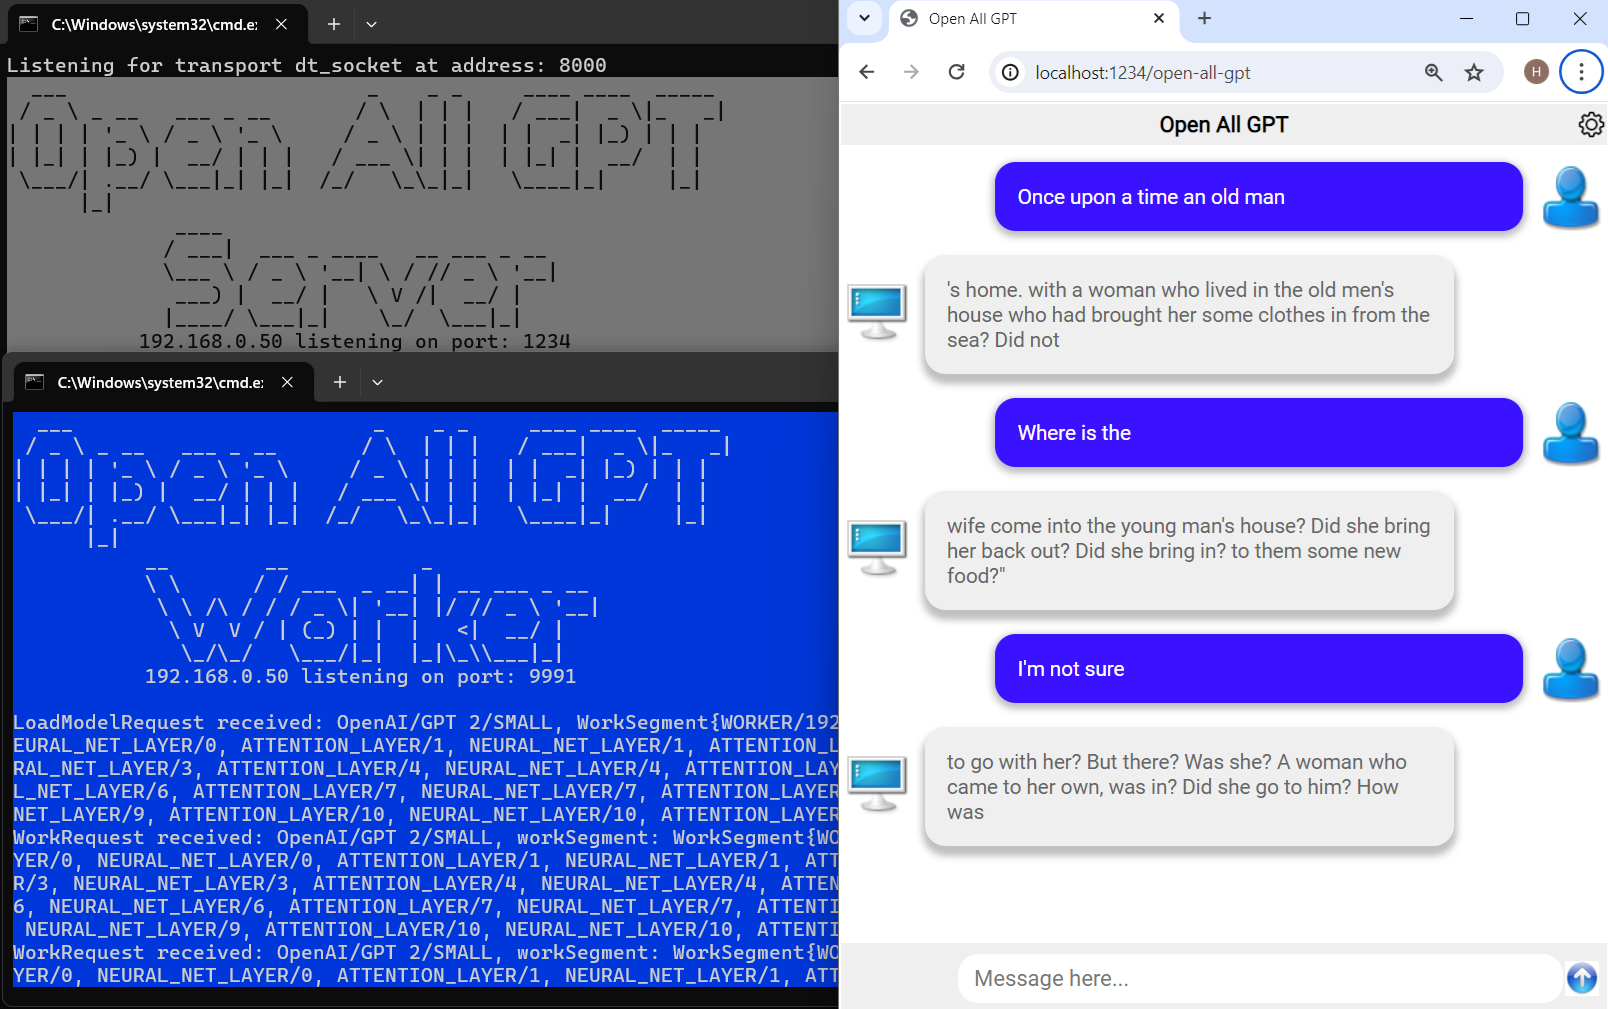 C:\Windows\system32\cmd.e
Listening for transport dt_socket at address: 8000
Open All GPT
Server
192.168.0.50 listening on port: 1234
C:\Windows\system32\cmd.e
Open All GPT
Worker
192.168.0.50 listening on port: 9991
LoadModelRequest received: OpenAI/GPT 2/SMALL, WorkSegment{WORKER/192
EURAL_NET_LAYER/0, ATTENTION_LAYER/1, NEURAL_NET_LAYER/1, ATTENTION_L
RAL_NET_LAYER/3, ATTENTION_LAYER/4, NEURAL_NET_LAYER/4, ATTENTION_LAY
L_NET_LAYER/6, ATTENTION_LAYER/7, NEURAL_NET_LAYER/7, ATTENTION_LAYER
NET_LAYER/9, ATTENTION_LAYER/10, NEURAL_NET_LAYER/10, ATTENTION_LAYER
WorkRequest received: OpenAI/GPT 2/SMALL, workSegment: WorkSegment{WO
YER/0, NEURAL_NET_LAYER/0, ATTENTION_LAYER/1, NEURAL_NET_LAYER/1, ATT
R/3, NEURAL_NET_LAYER/3, ATTENTION_LAYER/4, NEURAL_NET_LAYER/4, ATTEN
6, NEURAL_NET_LAYER/6, ATTENTION_LAYER/7, NEURAL_NET_LAYER/7, ATTENTI
NEURAL_NET_LAYER/9, ATTENTION_LAYER/10, NEURAL_NET_LAYER/10, ATTENTI
WorkRequest received: OpenAI/GPT 2/SMALL, workSegment: WorkSegment{WO
YER/0, NEURAL_NET_LAYER/0, ATTENTION_LAYER/1, NEURAL_NET_LAYER/1, ATT
Open All GPT
localhost:1234/open-all-gpt
H
Open All GPT
Once upon a time an old man
's home. with a woman who lived in the old men's
house who had brought her some clothes in from the
sea? Did not
Where is the
wife come into the young man's house? Did she bring
her back out? Did she bring in? to them some new
food?"
I'm not sure
to go with her? But there? Was she? A woman who
came to her own, was in? Did she go to him? How
was
Message here...